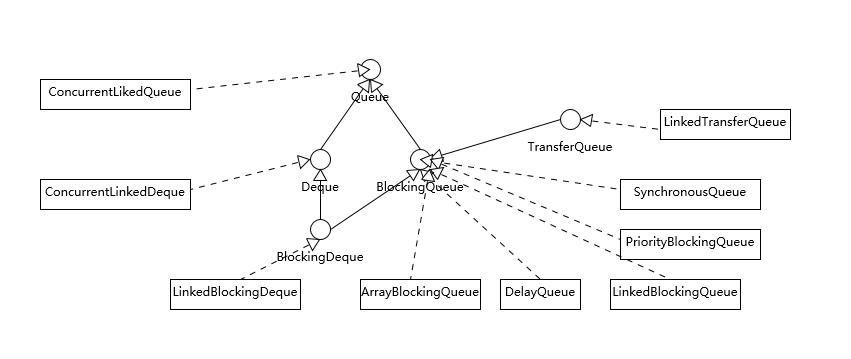 ConcurrentLikedQueue
Queue
LinkedTransferQueue
TransferQueue
ConcurrentLinkedDeque
Deque
BlockingQueue
SynchronousQueue
PriorityBlockingQueue
BlockingDeque
LinkedBlockingDeque
ArrayBlockingQueue
DelayQueue
LinkedBlockingQueue